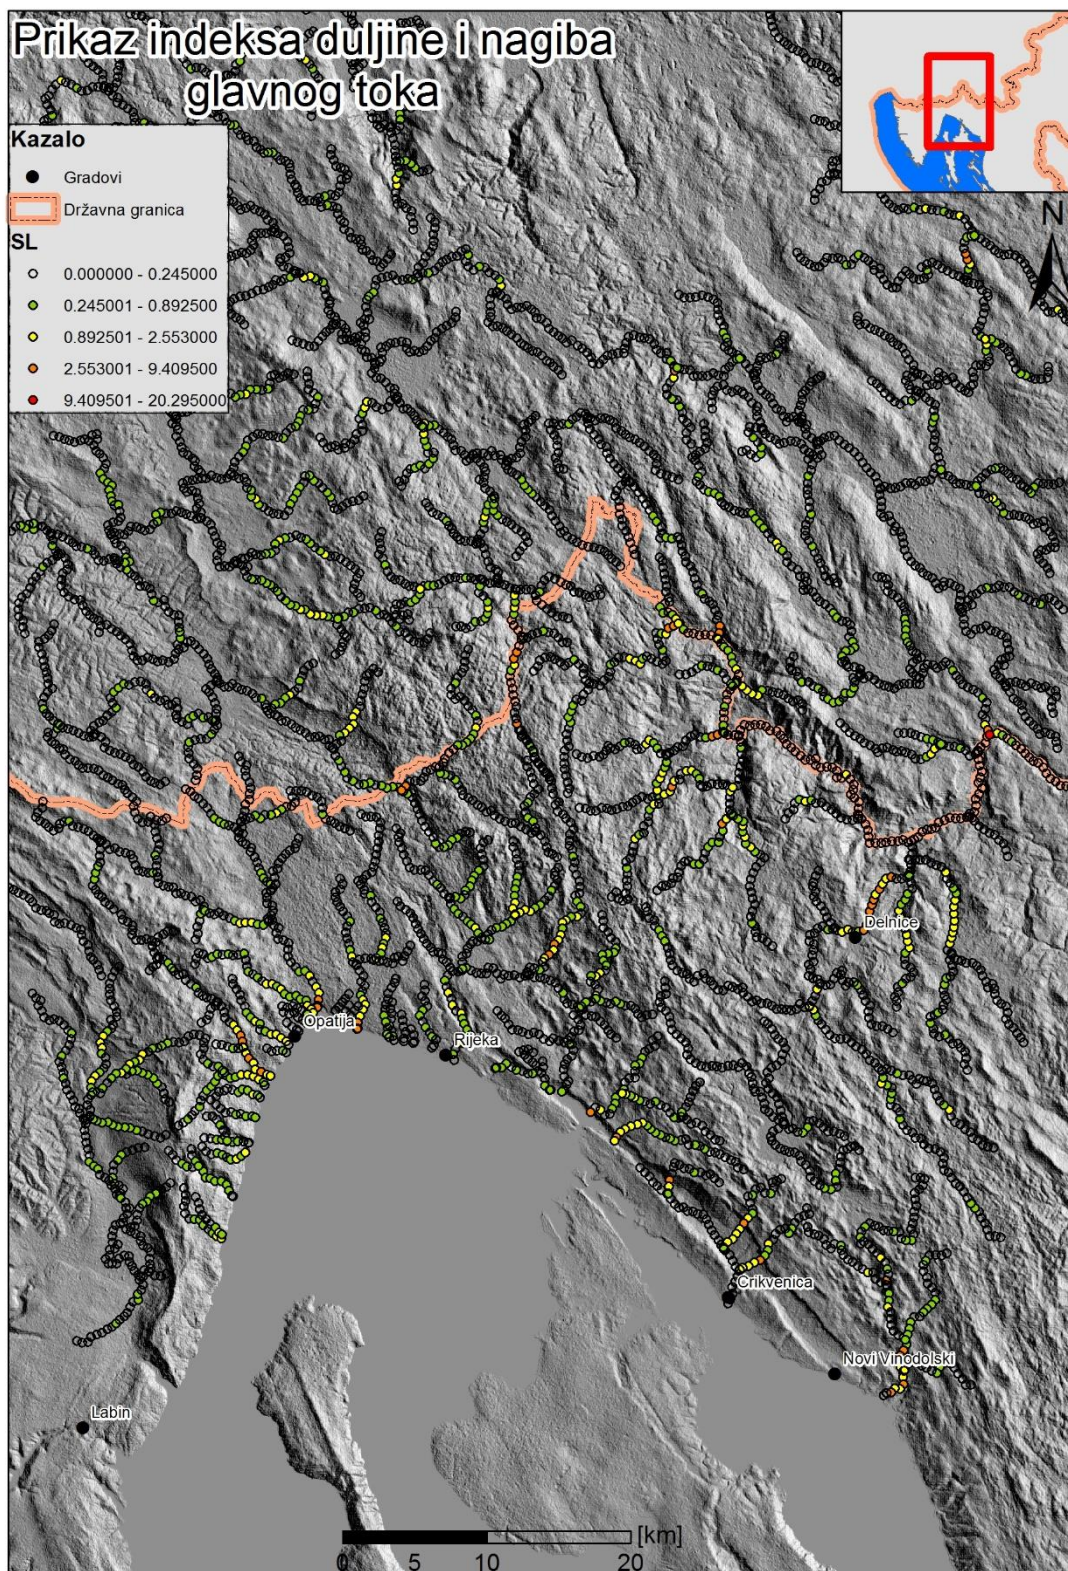 Prikaz indeksa duljine i nagiba
glavnog toka
Kazalo
Gradovi
Državna granica
SL
0.000000 - 0.245000
0.245001 - 0.892500
0.892501 - 2.553000
2.553001 - 9.409500
9.409501 - 20.295000
N
Delnice
Opatija
Rijeka
Crikvenica
Novi Vinodolski
Labin
[km]
0 5 10 20